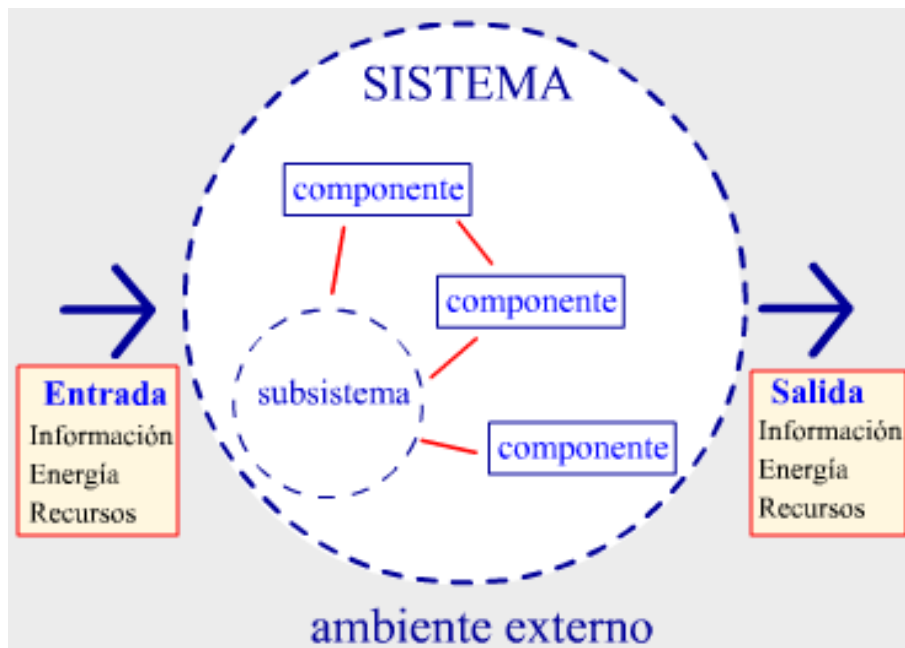 SISTEMA
componente
componente
subsistema
componente
Entrada
Información
Energía
Recursos
Salida
Información
Energía
Recursos
ambiente externo